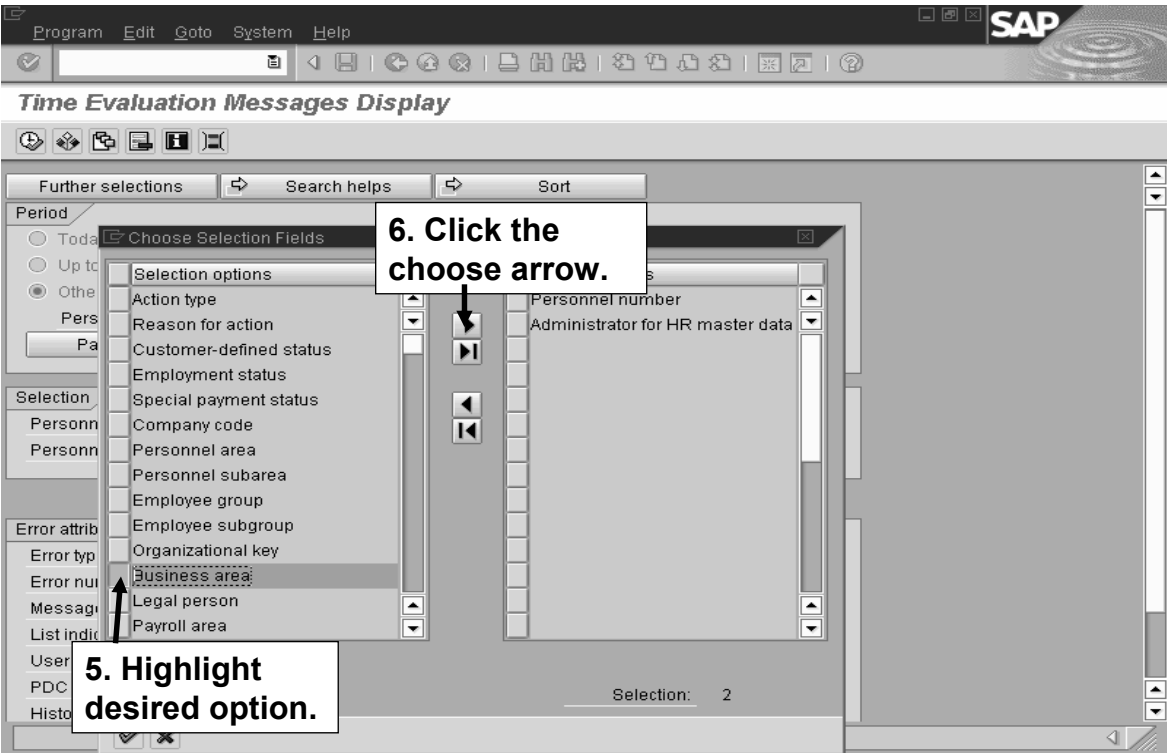 Program Edit Goto System Help
SAP
Time Evaluation Messages Display
Further selections Search helps Sort
Period
Choose Selection Fields
6. Click the
choose arrow.
Selection options
Action type
Personnel number
Reason for action
Administrator for HR master data
Customer-defined status
Employment status
Selection
Special payment status
Company code
Personnel area
Personnel subarea
Employee group
Employee subgroup
Error attrib
Organizational key
Error typ
Business area
Error nu
Legal person
Payroll area
List indic
5. Highlight
desired option.
User
PDC
Selection: 2
Histo